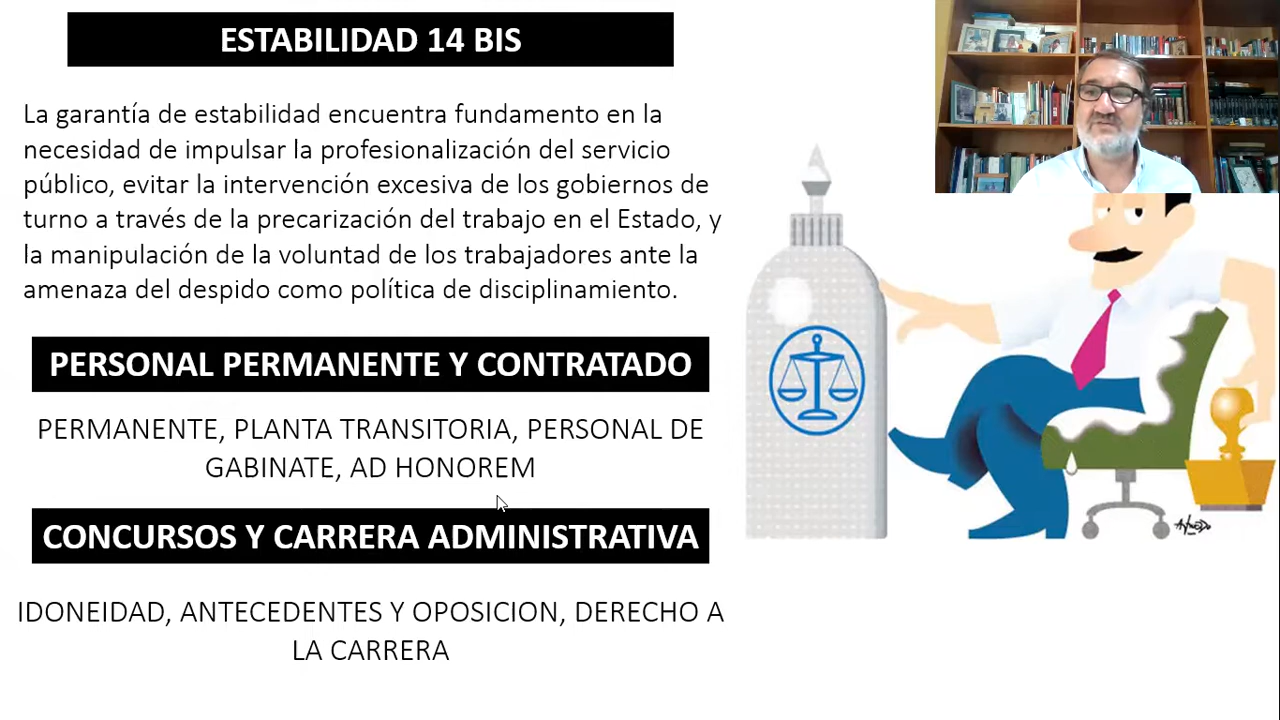 ESTABILIDAD 14 BIS
La garantía de estabilidad encuentra fundamento en la
necesidad de impulsar la profesionalización del servicio
público, evitar la intervención excesiva de los gobiernos de
turno a través de la precarización del trabajo en el Estado, y
la manipulación de la voluntad de los trabajadores ante la
amenaza del despido como política de disciplinamiento.
PERSONAL PERMANENTE Y CONTRATADO
PERMANENTE, PLANTA TRANSITORIA, PERSONAL DE
GABINATE, AD HONOREM
CONCURSOS Y CARRERA ADMINISTRATIVA
IDONEIDAD, ANTECEDENTES Y OPOSICION, DERECHO A
LA CARRERA